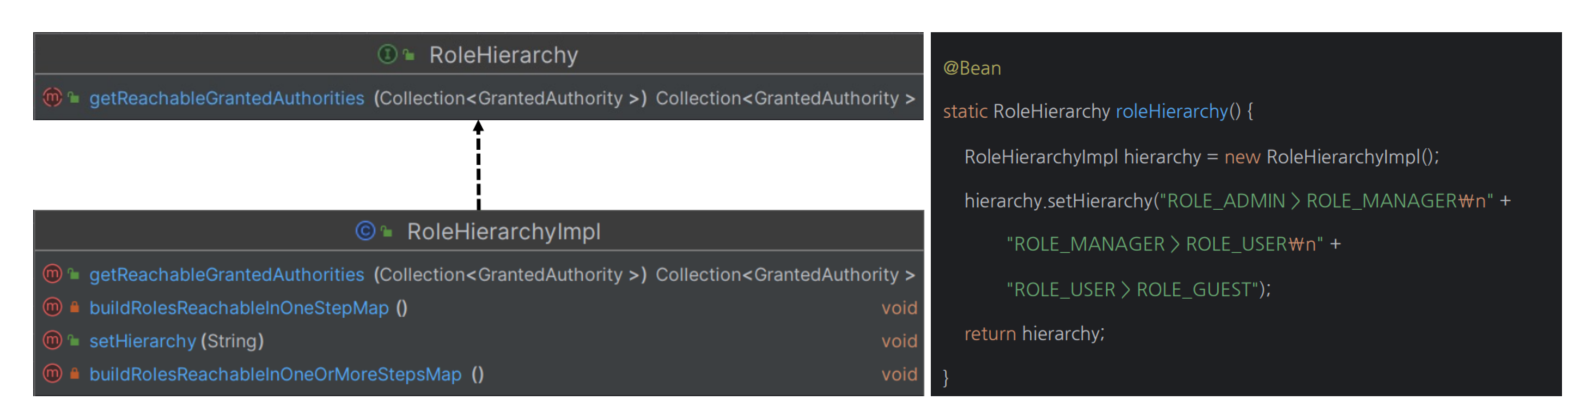 RoleHierarchy
getReachableGrantedAuthorities (Collection<GrantedAuthority >) Collection<GrantedAuthority >
RoleHierarchyImpl
getReachableGrantedAuthorities (Collection<GrantedAuthority >) Collection<GrantedAuthority >
buildRolesReachableInOneStepMap () void
setHierarchy (String) void
buildRolesReachableInOneOrMoreStepsMap () void
@Bean
static RoleHierarchy roleHierarchy() {
RoleHierarchyImpl hierarchy = new RoleHierarchyImpl();
hierarchy.setHierarchy("ROLE_ADMIN > ROLE_MANAGER₩n" +
"ROLE_MANAGER > ROLE_USER₩n" +
"ROLE_USER > ROLE_GUEST");
return hierarchy;
}